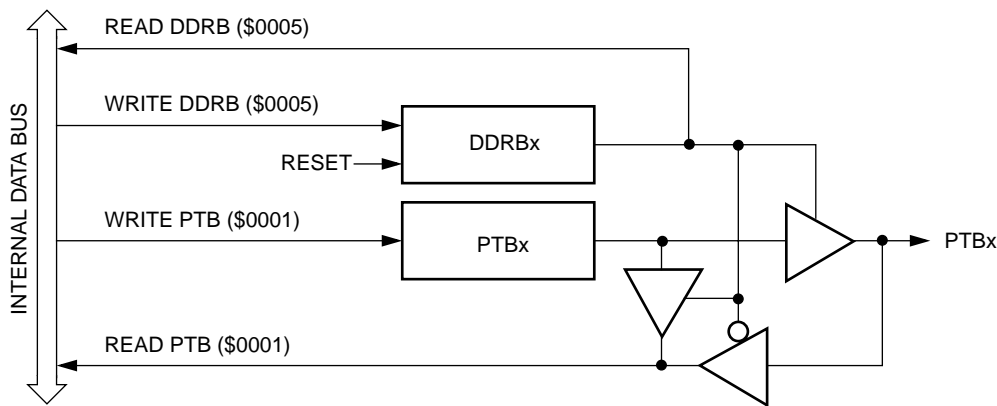 READ DDRB ($0005)
WRITE DDRB ($0005)
DDRBx
RESET
WRITE PTB ($0001)
PTBx
PTBx
READ PTB ($0001)
INTERNAL DATA BUS